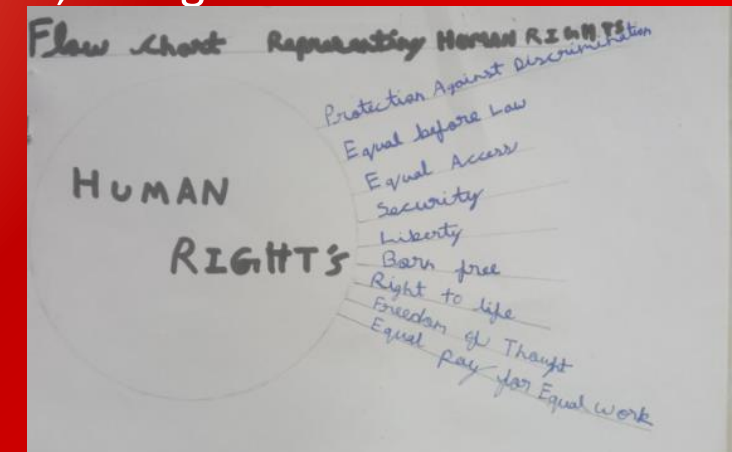 Flow chart Representing HUMAN RIGHTS
Protection Against Discrimination
Equal before Law
Equal Access
Security
HUMAN
Liberty
RIGHT'S
Born free
Right to life
Freedom of Thought
Equal Pay for Equal Work